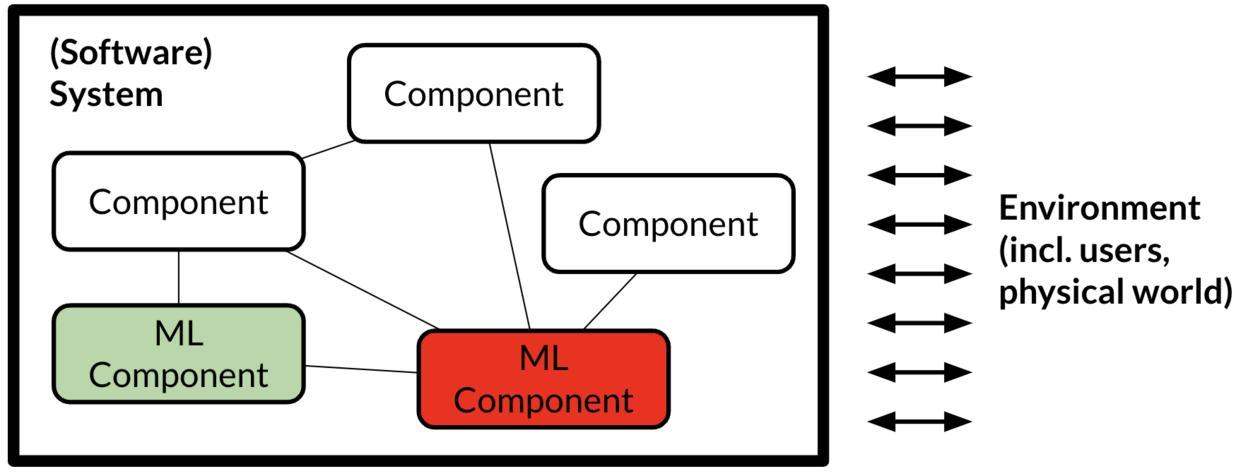 (Software)
System
Component
Component
Component
ML
Component
ML
Component
Environment
(incl. users,
physical world)